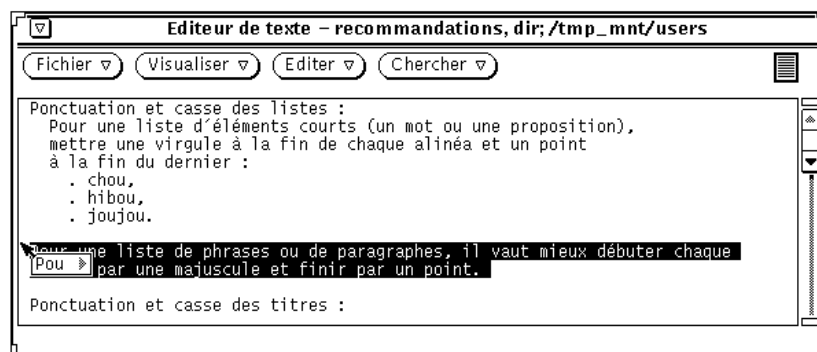 Editeur de texte – recommandations, dir; /tmp_mnt/users
Fichier Visualiser Editer Chercher
Ponctuation et casse des listes :
Pour une liste d´éléments courts (un mot ou une proposition),
mettre une virgule à la fin de chaque alinéa et un point
à la fin du dernier :
. chou,
. hibou,
. joujou.
Pour une liste de phrases ou de paragraphes, il vaut mieux débuter chaque
Pou
par une majuscule et finir par un point.
Ponctuation et casse des titres :